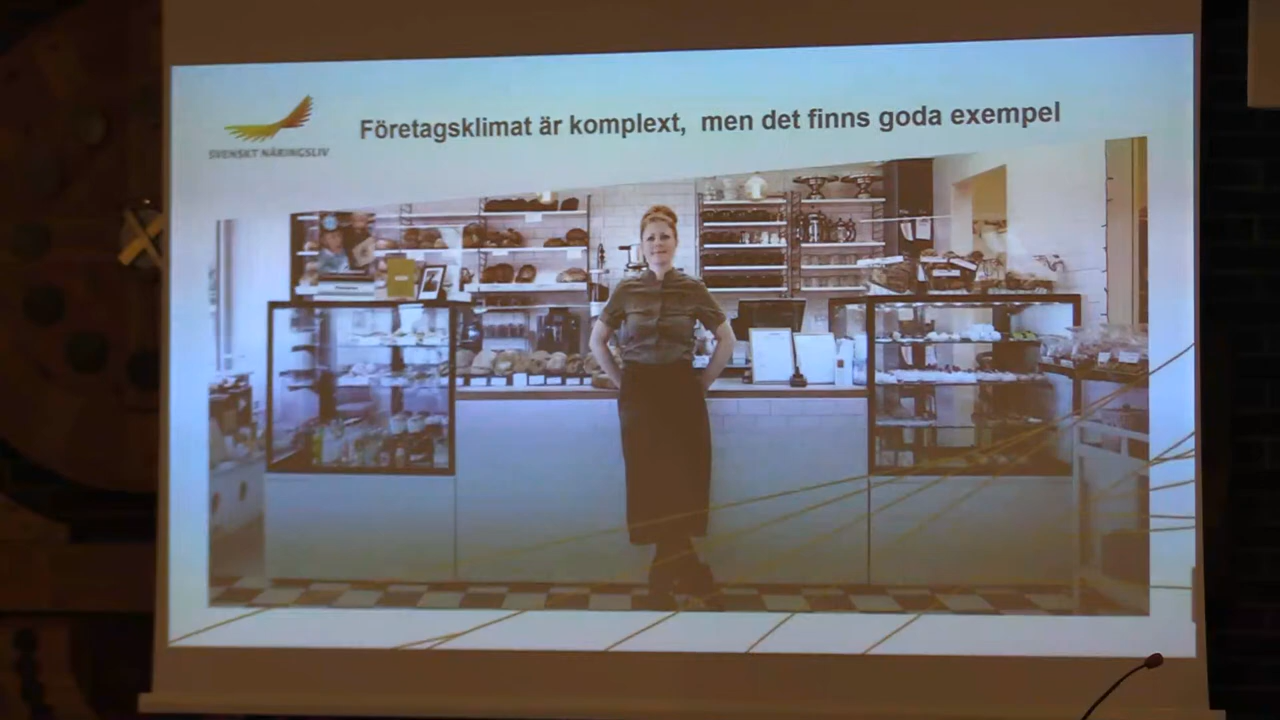 Företagsklimat är komplext, men det finns goda exempel
SVENSKT NÄRINGSLIV